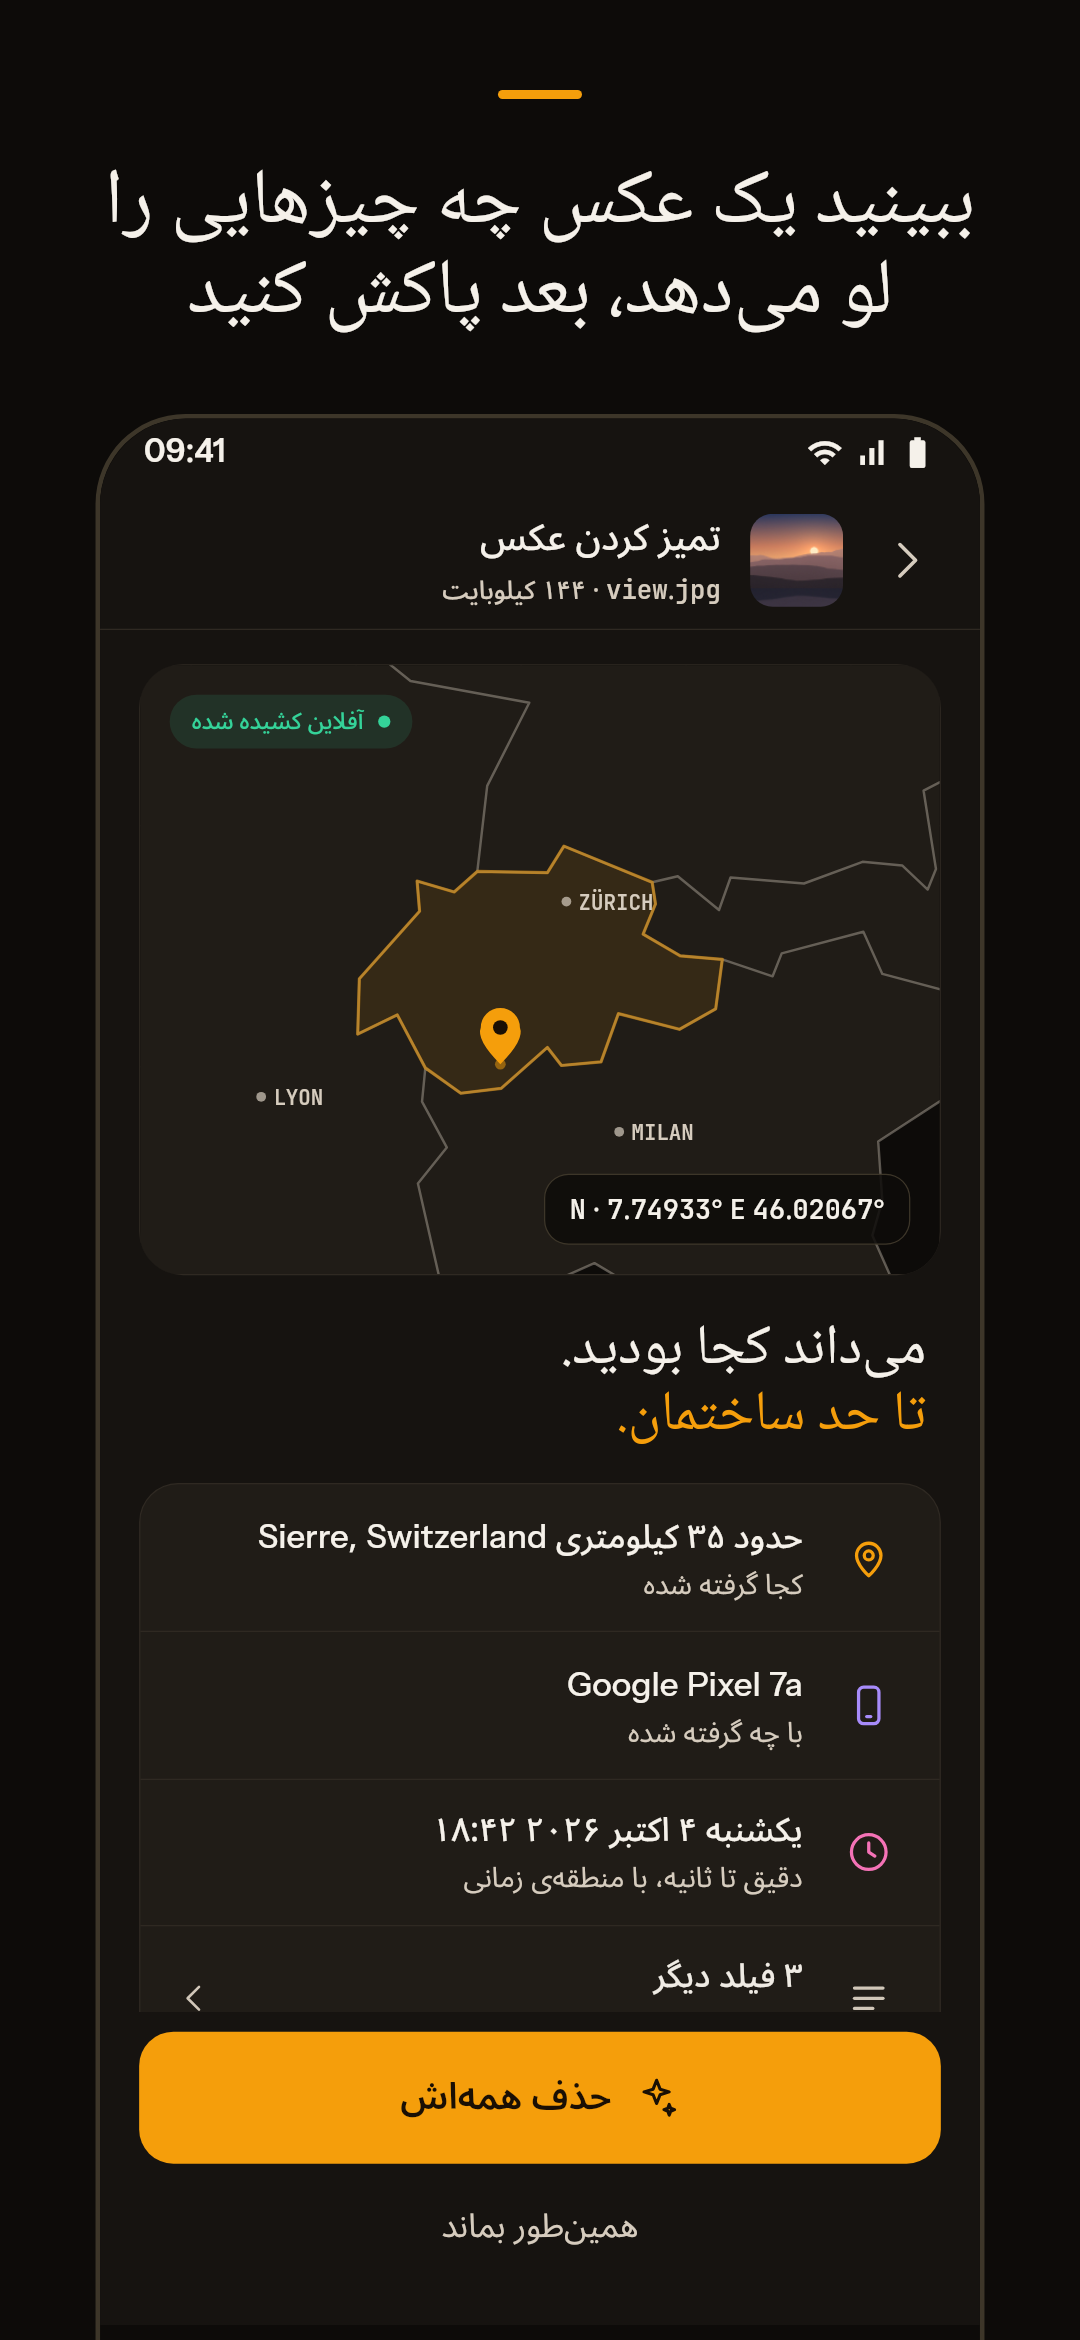 ببینید یک عکس چه چیزهایی را
لو می‌دهد، بعد پاکش کنید
09:41
تمیز کردن عکس
view.jpg · ۱۴۴ کیلوبایت
آفلاین کشیده شده
ZÜRICH
LYON
MILAN
N · 7.74933° E 46.02067°
می‌داند کجا بودید.
تا حد ساختمان.
حدود ۳۵ کیلومتری Sierre, Switzerland
کجا گرفته شده
Google Pixel 7a
با چه گرفته شده
یکشنبه ۴ اکتبر ۲۰۲۶ ۱۸:۴۲
دقیق تا ثانیه، با منطقه‌ی زمانی
۳ فیلد دیگر
حذف همه‌اش
همین‌طور بماند